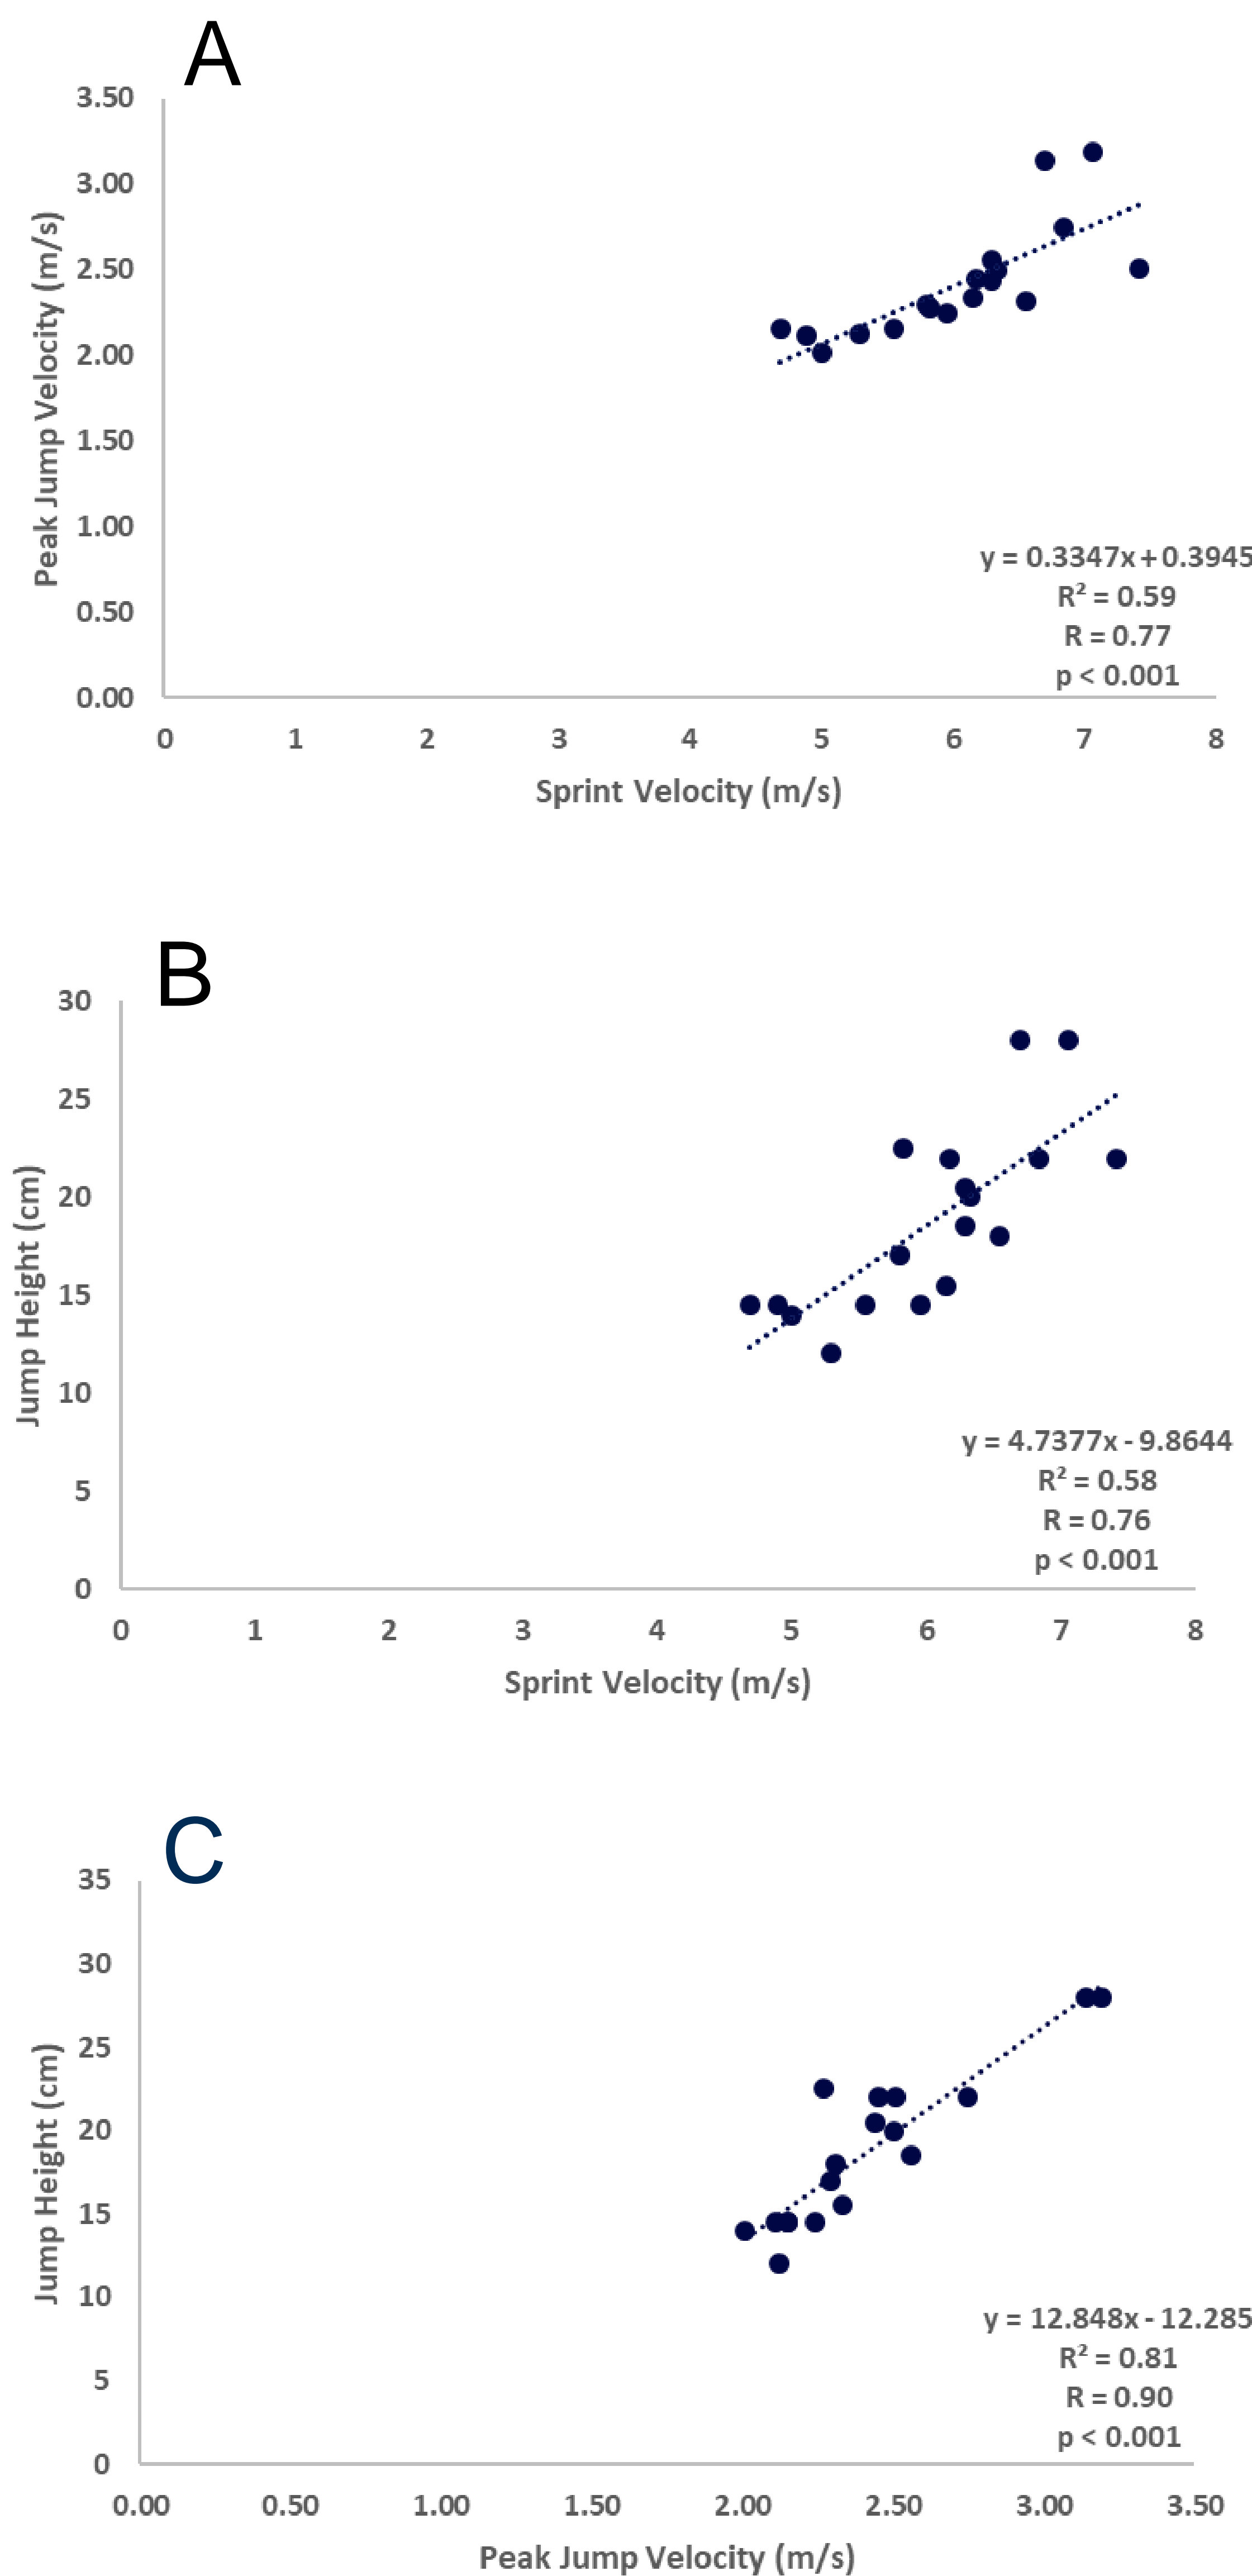 A
3.50
3.00
2.50
2.00
1.50
1.00
0.50
0.00
Peak Jump Velocity (m/s)
y = 0.3347x + 0.3945
R² = 0.59
R = 0.77
p < 0.001
0 1 2 3 4 5 6 7 8
Sprint Velocity (m/s)
B
30
25
20
15
10
5
0
Jump Height (cm)
y = 4.7377x - 9.8644
R² = 0.58
R = 0.76
p < 0.001
0 1 2 3 4 5 6 7 8
Sprint Velocity (m/s)
C
35
30
25
20
15
10
5
0
Jump Height (cm)
y = 12.848x - 12.285
R² = 0.81
R = 0.90
p < 0.001
0.00 0.50 1.00 1.50 2.00 2.50 3.00 3.50
Peak Jump Velocity (m/s)